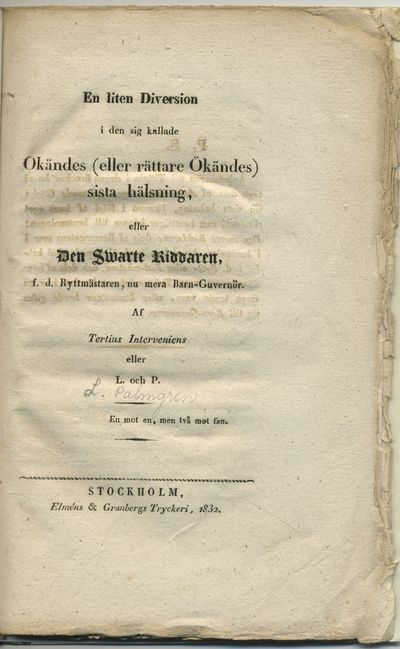 En liten Diversion
i den sig kallade
Okändes (eller rättare Ökändes)
sista hälsning,
eller
Den Swarte Riddaren,
f. d. Ryttmästaren, nu mera Barn-Guvernör.
Af
Tertius Interveniens
eller
L. och P.
L. Palmgren
En mot en, men två mot fan.
STOCKHOLM,
Elméns & Granbergs Tryckeri, 1832.